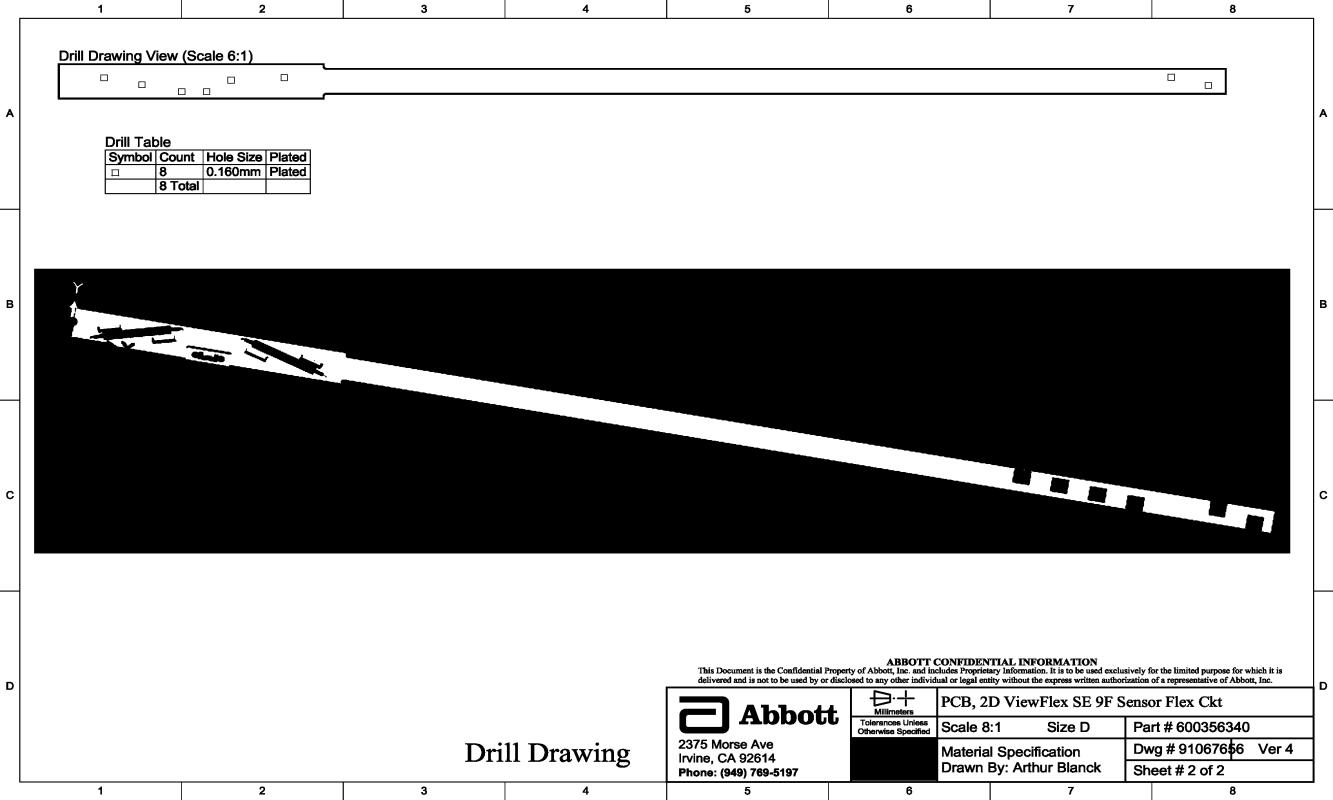 1 2 3 4 5 6 7 8
Drill Drawing View (Scale 6:1)
A A
Drill Table
Symbol Count Hole Size Plated
8 0.160mm Plated
8 Total
Y
B B
C C
ABBOTT CONFIDENTIAL INFORMATION
This Document is the Confidential Property of Abbott, Inc. and includes Proprietary Information. It is to be used exclusively for the limited purpose for which it is
delivered and is not to be used by or disclosed to any other individual or legal entity without the express written authorization of a representative of Abbott, Inc.
D D
Abbott
2375 Morse Ave
Irvine, CA 92614
Phone: (949) 769-5197
Millimeters
Tolerances Unless
Otherwise Specified
PCB, 2D ViewFlex SE 9F Sensor Flex Ckt
Scale 8:1 Size D Part # 600356340
Material Specification
Drawn By: Arthur Blanck
Dwg # 91067656 Ver 4
Sheet # 2 of 2
Drill Drawing
1 2 3 4 5 6 7 8